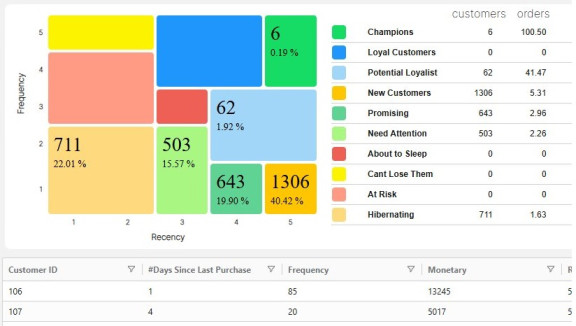 customers orders
5
4
3
2
1
Frequency
6
0.19 %
62
1.92 %
711
22.01 %
503
15.57 %
643
19.90 %
1306
40.42 %
1 2 3 4 5
Recency
Champions 6 100.50
Loyal Customers 0 0
Potential Loyalist 62 41.47
New Customers 1306 5.31
Promising 643 2.96
Need Attention 503 2.26
About to Sleep 0 0
Cant Lose Them 0 0
At Risk 0 0
Hibernating 711 1.63
Customer ID #Days Since Last Purchase Frequency Monetary R
106 1 85 13245 5
107 4 20 5017 5